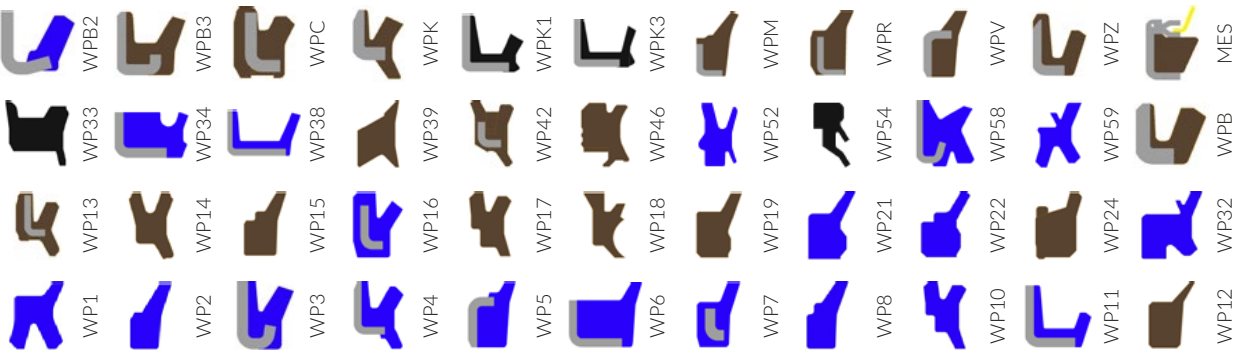 WPB2 WPB3 WPC WPK WPK1 WPK3 WPM WPR WPV WPZ MES
WP33 WP34 WP38 WP39 WP42 WP46 WP52 WP54 WP58 WP59 WPB
WP13 WP14 WP15 WP16 WP17 WP18 WP19 WP21 WP22 WP24 WP32
WP1 WP2 WP3 WP4 WP5 WP6 WP7 WP8 WP10 WP11 WP12